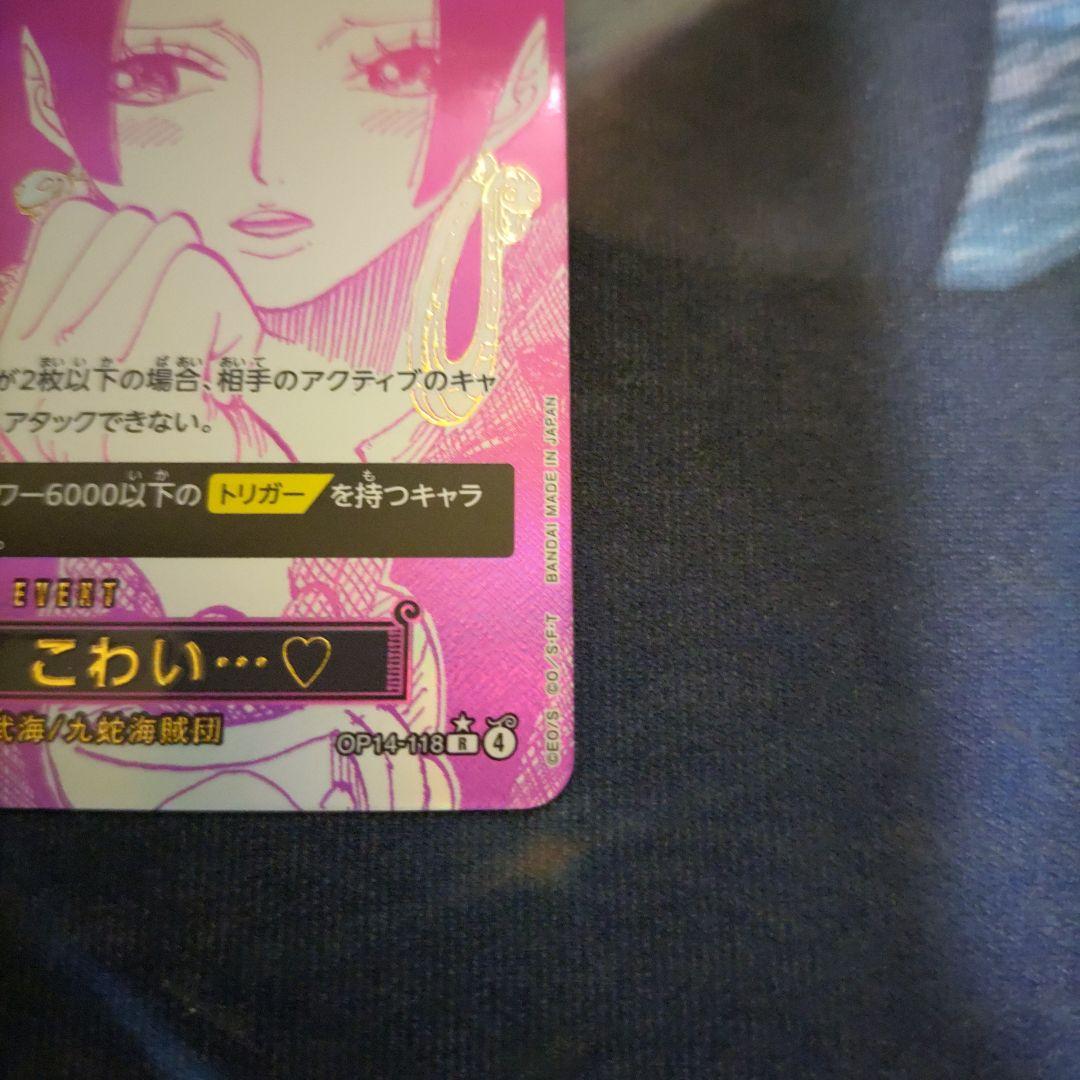 が2枚以下の場合、相手のアクティブのキャ
アタックできない。
ワー6000以下の トリガー を持つキャラ
。
EVENT
こわい…♡
武海/九蛇海賊団
OP14-118 ★ R 4
©EO/S. ©O/S·F·T BANDAI MADE IN JAPAN